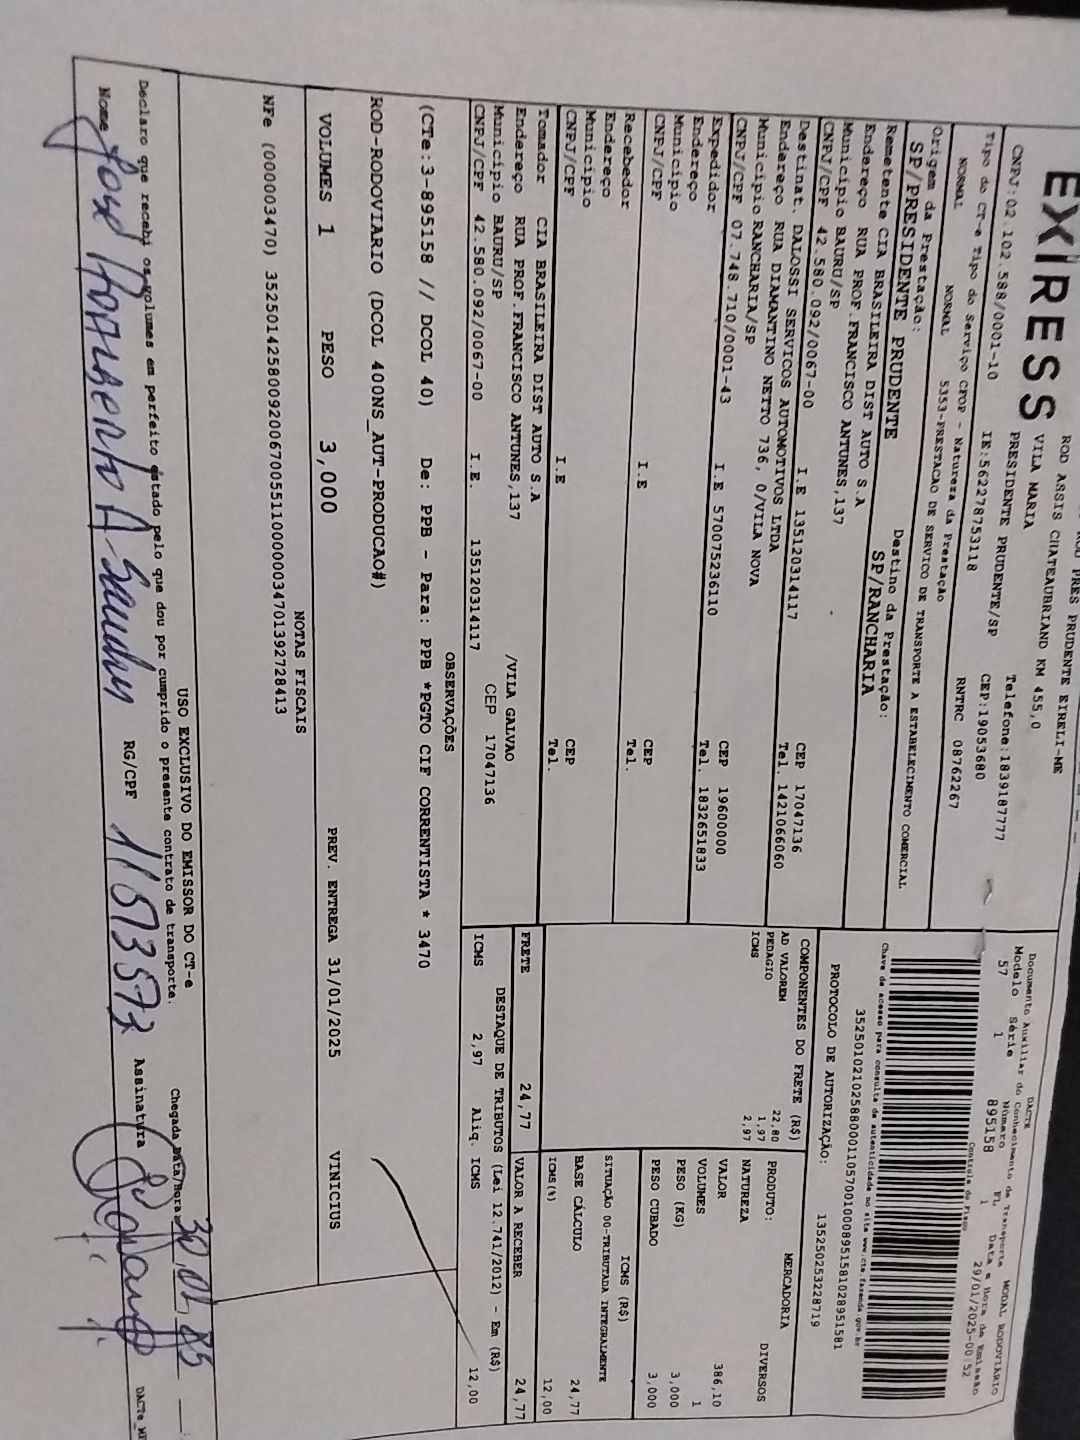 EXIRESS
PRES PRUDENTE EIRELI-ME
ROD ASSIS CHATEAUBRIAND KM 455,0
VILA MARIA
PRESIDENTE PRUDENTE/SP Telefone:1839187777
CNPJ:02.102.588/0001-10 IE:562278753118 CEP:19053680
RNTRC 08762267
Tipo do CT-e Tipo do Serviço CFOP - Natureza da Prestação
NORMAL NORMAL 5353-PRESTACAO DE SERVICO DE TRANSPORTE A ESTABELECIMENTO COMERCIAL
Origem da Prestação: Destino da Prestação:
SP/PRESIDENTE PRUDENTE SP/RANCHARIA
DACTE MODAL RODOVIÁRIO
Documento Auxiliar do Conhecimento de Transporte
Modelo Série Número FL Data e Hora de Emissão
57 1 895158 1 29/01/2025-00:52
Controle do Fisco
Chave de acesso para consulta de autenticidade no site www.cte.fazenda.gov.br
35250102102588000110570010008951581028951581
PROTOCOLO DE AUTORIZAÇÃO: 135250253228719
Remetente CIA BRASILEIRA DIST AUTO S.A
Endereço RUA PROF.FRANCISCO ANTUNES,137
Município BAURU/SP CEP 17047136
CNPJ/CPF 42.580.092/0067-00 I.E 135120314117 Tel. 1421066060
Destinat. DALOSSI SERVICOS AUTOMOTIVOS LTDA
Endereço RUA DIAMANTINO NETTO 736, 0/VILA NOVA
Município RANCHARIA/SP CEP 19600000
CNPJ/CPF 07.748.710/0001-43 I.E 570075236110 Tel. 1832651833
Expedidor
Endereço
Município CEP
CNPJ/CPF I.E Tel.
Recebedor
Endereço
Município CEP
CNPJ/CPF I.E Tel.
Tomador CIA BRASILEIRA DIST AUTO S.A
Endereço RUA PROF.FRANCISCO ANTUNES,137 /VILA GALVAO
Município BAURU/SP CEP 17047136
CNPJ/CPF 42.580.092/0067-00 I.E. 135120314117
COMPONENTES DO FRETE (R$)
AD VALOREM 22,80
PEDAGIO 1,97
ICMS 2,97
FRETE 24,77
PRODUTO: MERCADORIA
NATUREZA DIVERSOS
VALOR 386,10
VOLUMES 1
PESO (KG) 3,000
PESO CUBADO 3,000
ICMS (R$)
SITUAÇÃO 00-TRIBUTADA INTEGRALMENTE
BASE CÁLCULO 24,77
ICMS(%) 12,00
VALOR A RECEBER 24,77
DESTAQUE DE TRIBUTOS (Lei 12.741/2012) - Em (R$)
ICMS 2,97 Aliq. ICMS 12,00
OBSERVAÇÕES
(CTe:3-895158 // DCOL 40) De: PPB - Para: PPB *PGTO CIF CORRENTISTA * 3470
ROD-RODOVIARIO (DCOL 400NS_AUT-PRODUCAO#)
VOLUMES 1 PESO 3,000 PREV. ENTREGA 31/01/2025 VINICIUS
NOTAS FISCAIS
NFe (000003470) 35250142580092006700551100000034701392728413
USO EXCLUSIVO DO EMISSOR DO CT-e
Declaro que recebi os volumes em perfeito estado pelo que dou por cumprido o presente contrato de transporte.
Chegada Data/Hora 30/01/25
Nome José RG/CPF Assinatura